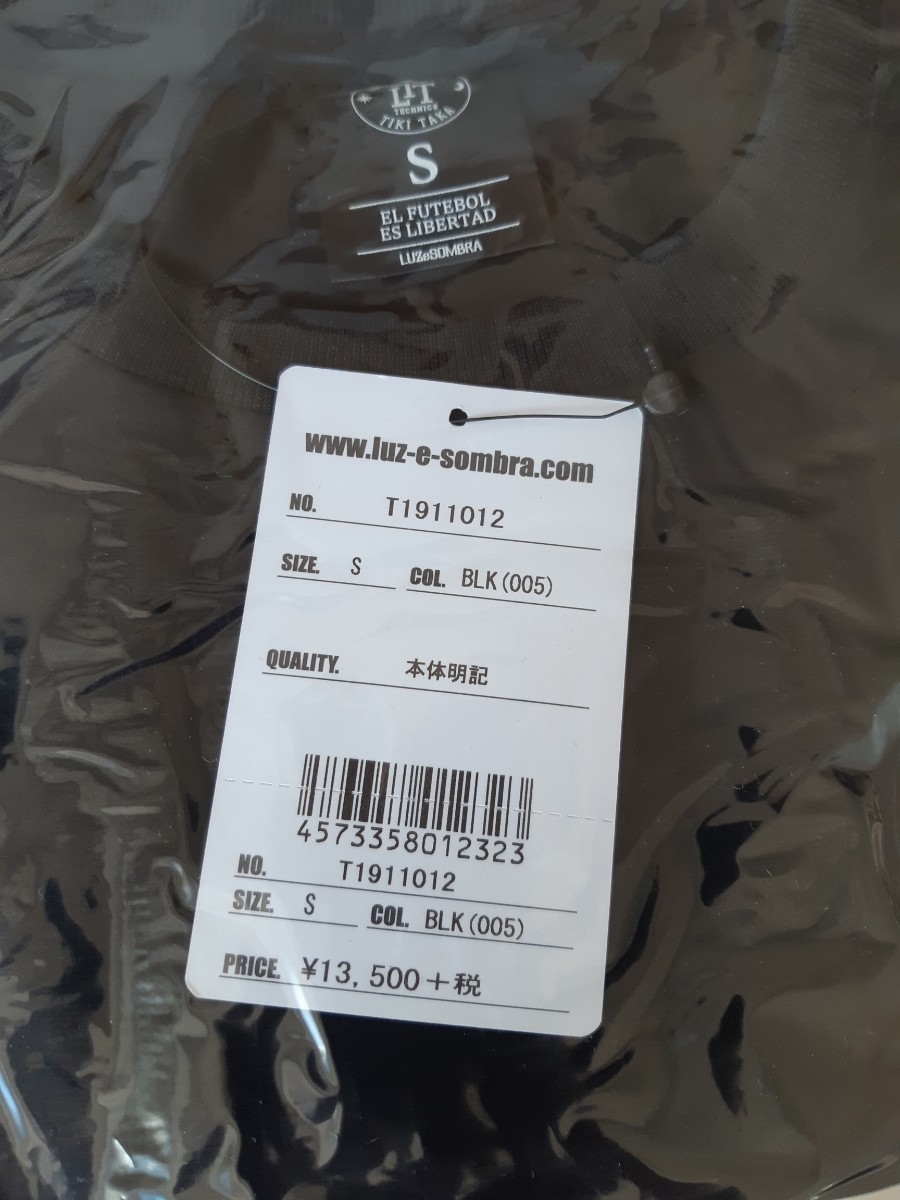 LIT
TECHNICS
TIKI TAKA
S
EL FUTEBOL
ES LIBERTAD
LUZeSOMBRA
www.luz-e-sombra.com
NO. T1911012
SIZE. S COL. BLK(005)
QUALITY. 本体明記
4573358012323
NO. T1911012
SIZE. S COL. BLK(005)
PRICE. ¥13,500+税